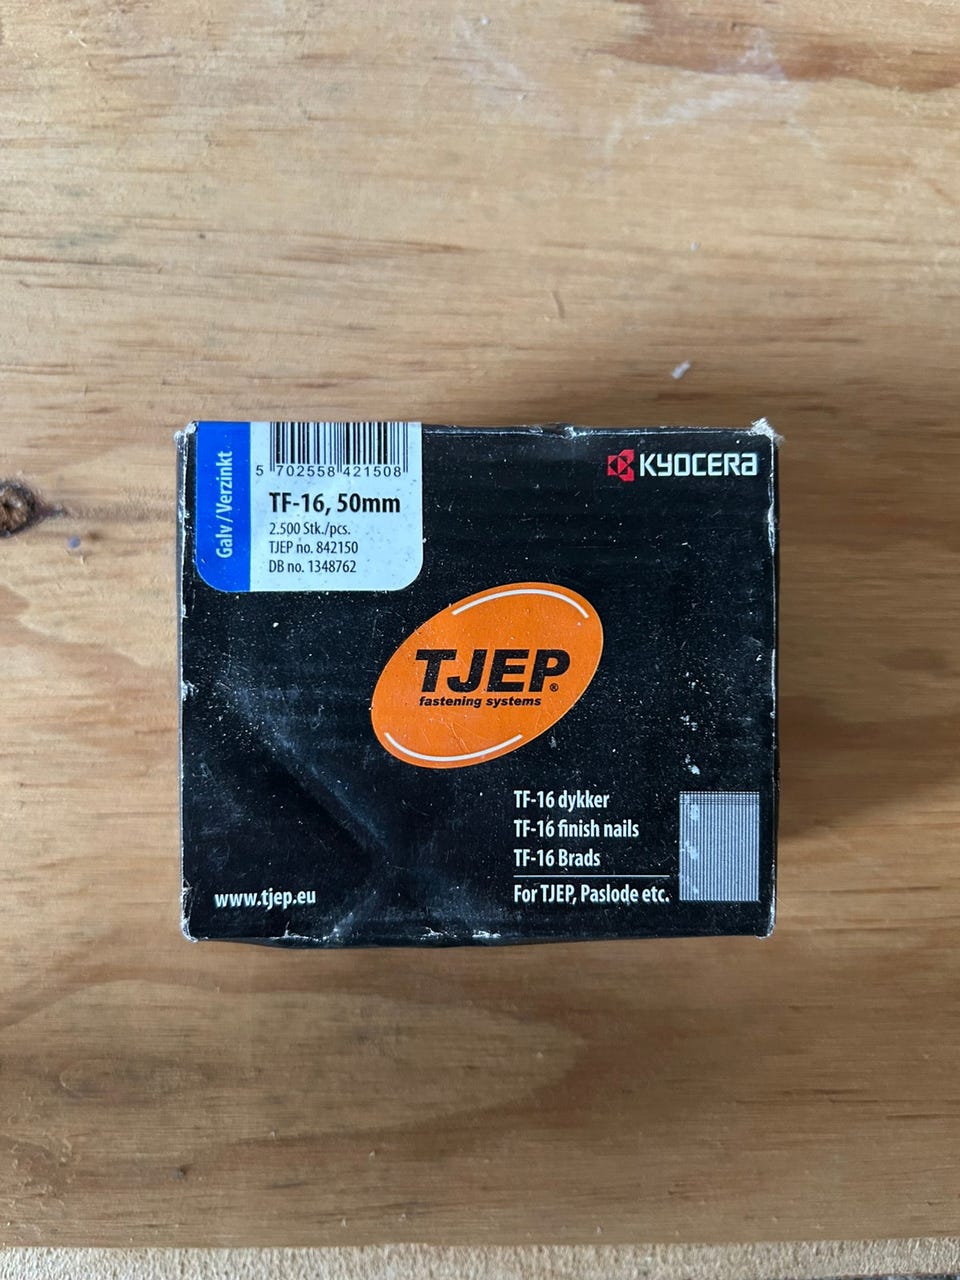 Galv / Verzinkt
5 702558 421508
TF-16, 50mm
2.500 Stk./pcs.
TJEP no. 842150
DB no. 1348762
KYOCERA
TJEP®
fastening systems
TF-16 dykker
TF-16 finish nails
TF-16 Brads
For TJEP, Paslode etc.
www.tjep.eu